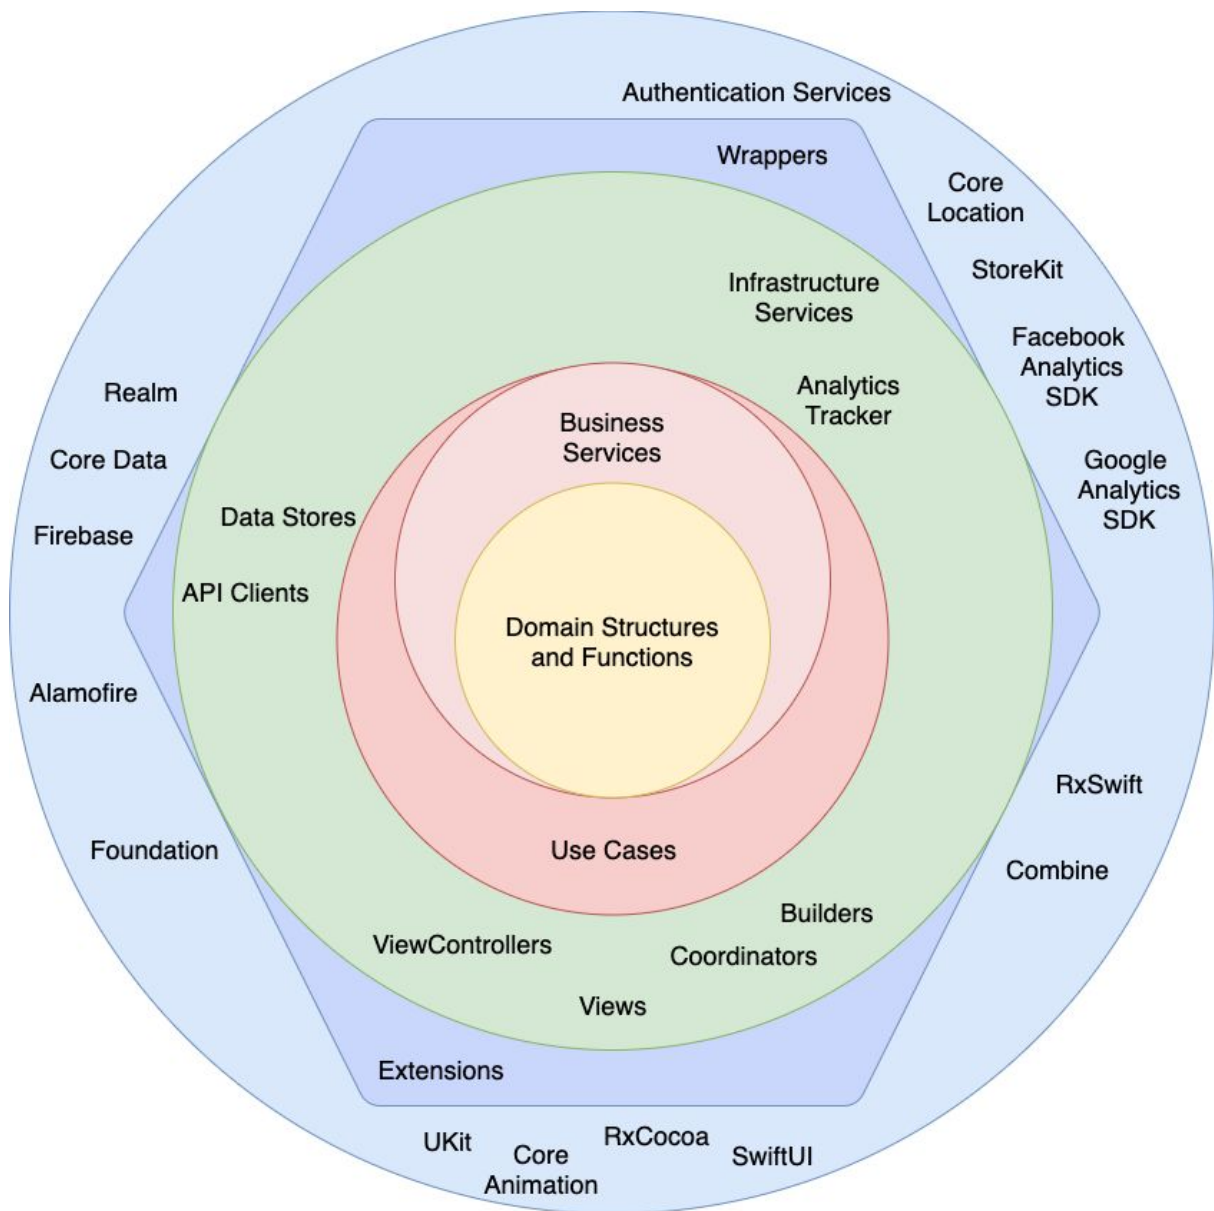 Authentication Services
Wrappers
Core
Location
StoreKit
Infrastructure
Services
Facebook
Analytics
SDK
Realm
Analytics
Tracker
Business
Services
Core Data
Google
Analytics
SDK
Data Stores
Firebase
API Clients
Domain Structures
and Functions
Alamofire
RxSwift
Foundation
Use Cases
Combine
Builders
ViewControllers
Coordinators
Views
Extensions
UKit
Core
Animation
RxCocoa
SwiftUI